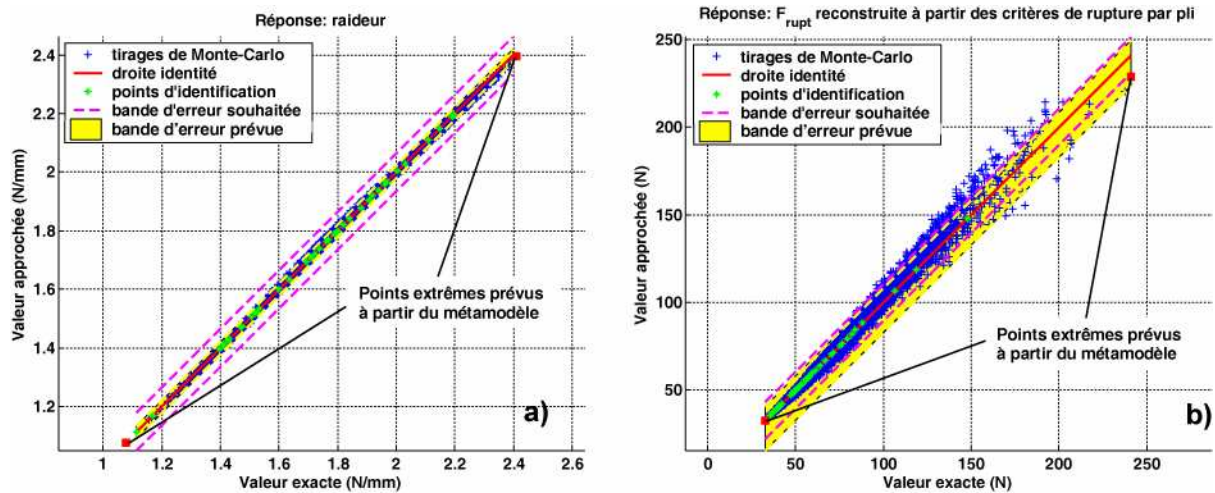 Réponse: raideur
2.4
2.2
2
1.8
1.6
1.4
1.2
Valeur approchée (N/mm)
tirages de Monte-Carlo
droite identité
points d'identification
bande d'erreur souhaitée
bande d'erreur prévue
Points extrêmes prévus
à partir du métamodèle
a)
1
1.2
1.4
1.6
1.8
2
2.2
2.4
2.6
Valeur exacte (N/mm)
Réponse: Frupt reconstruite à partir des critères de rupture par pli
250
200
150
100
50
Valeur approchée (N)
tirages de Monte-Carlo
droite identité
points d'identification
bande d'erreur souhaitée
bande d'erreur prévue
Points extrêmes prévus
à partir du métamodèle
b)
0
50
100
150
200
250
Valeur exacte (N)